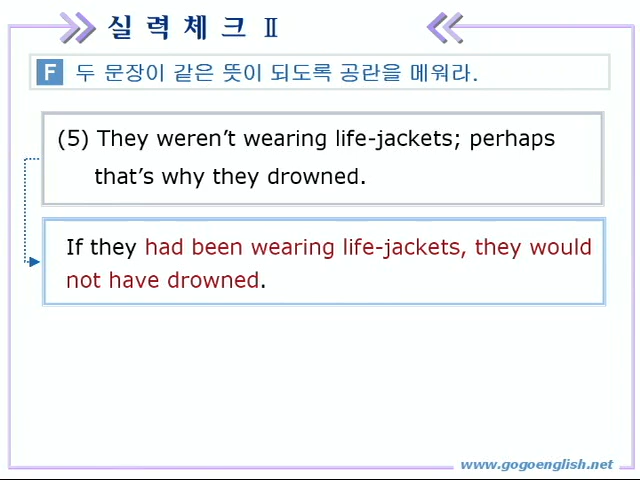 실 력 체 크 Ⅱ
F 두 문장이 같은 뜻이 되도록 공란을 메워라.
(5) They weren’t wearing life-jackets; perhaps
that’s why they drowned.
If they had been wearing life-jackets, they would
not have drowned.
www.gogoenglish.net